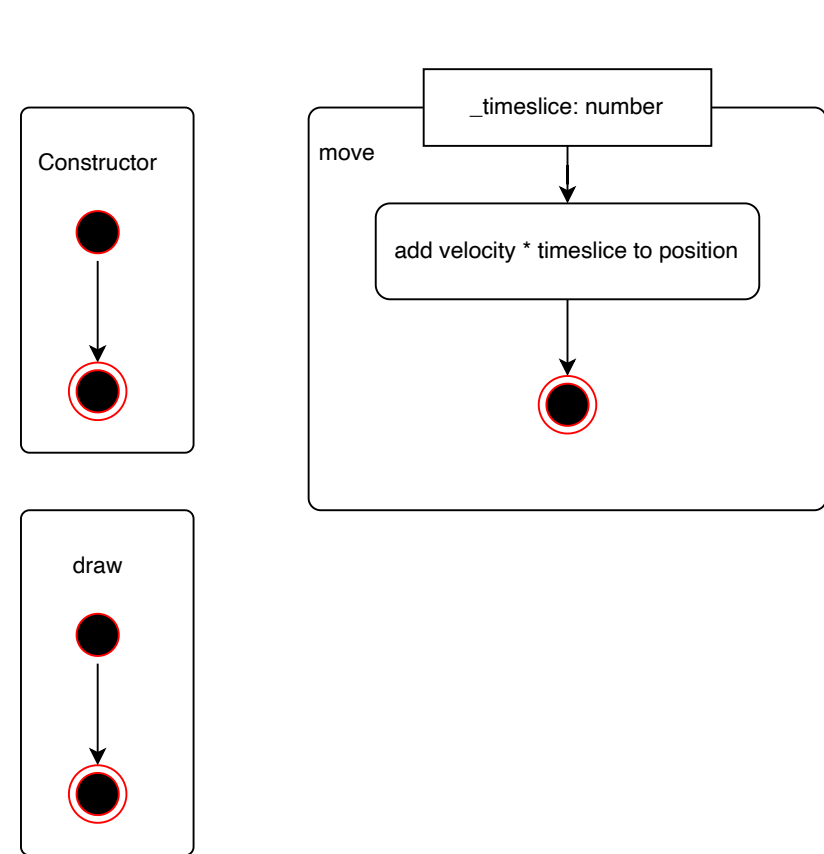 _timeslice: number
Constructor
move
add velocity * timeslice to position
draw